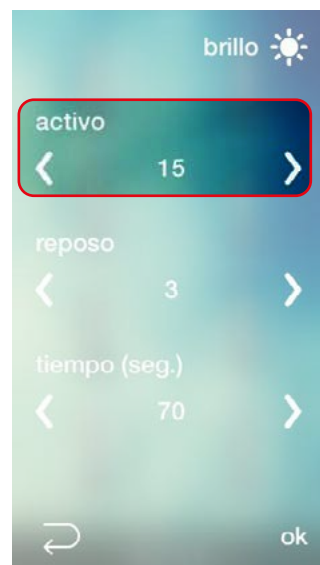 brillo
activo
15
reposo
3
tiempo (seg.)
70
ok